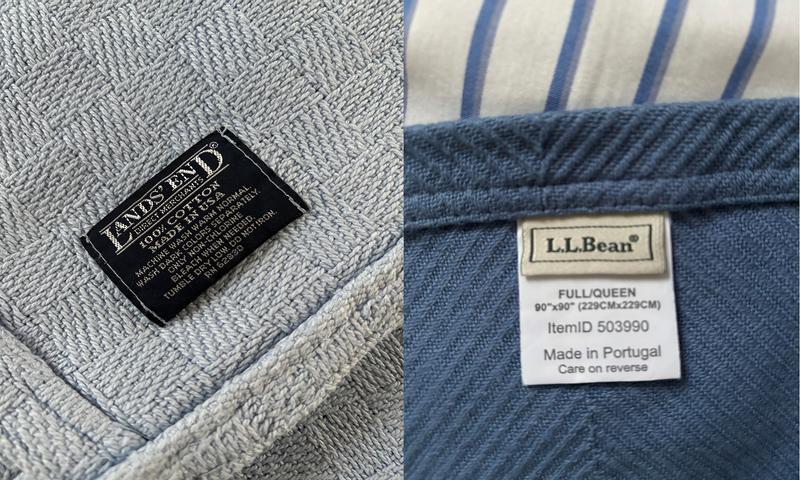 LANDS' END®
DIRECT MERCHANTS
100% COTTON
MADE IN USA
MACHINE WASH WARM NORMAL.
WASH DARK COLORS SEPARATELY.
ONLY NON-CHLORINE
BLEACH WHEN NEEDED.
TUMBLE DRY LOW. DO NOT IRON.
RN 62830
L.L.Bean®
FULL/QUEEN
90"x90" (229CMx229CM)
ItemID 503990
Made in Portugal
Care on reverse